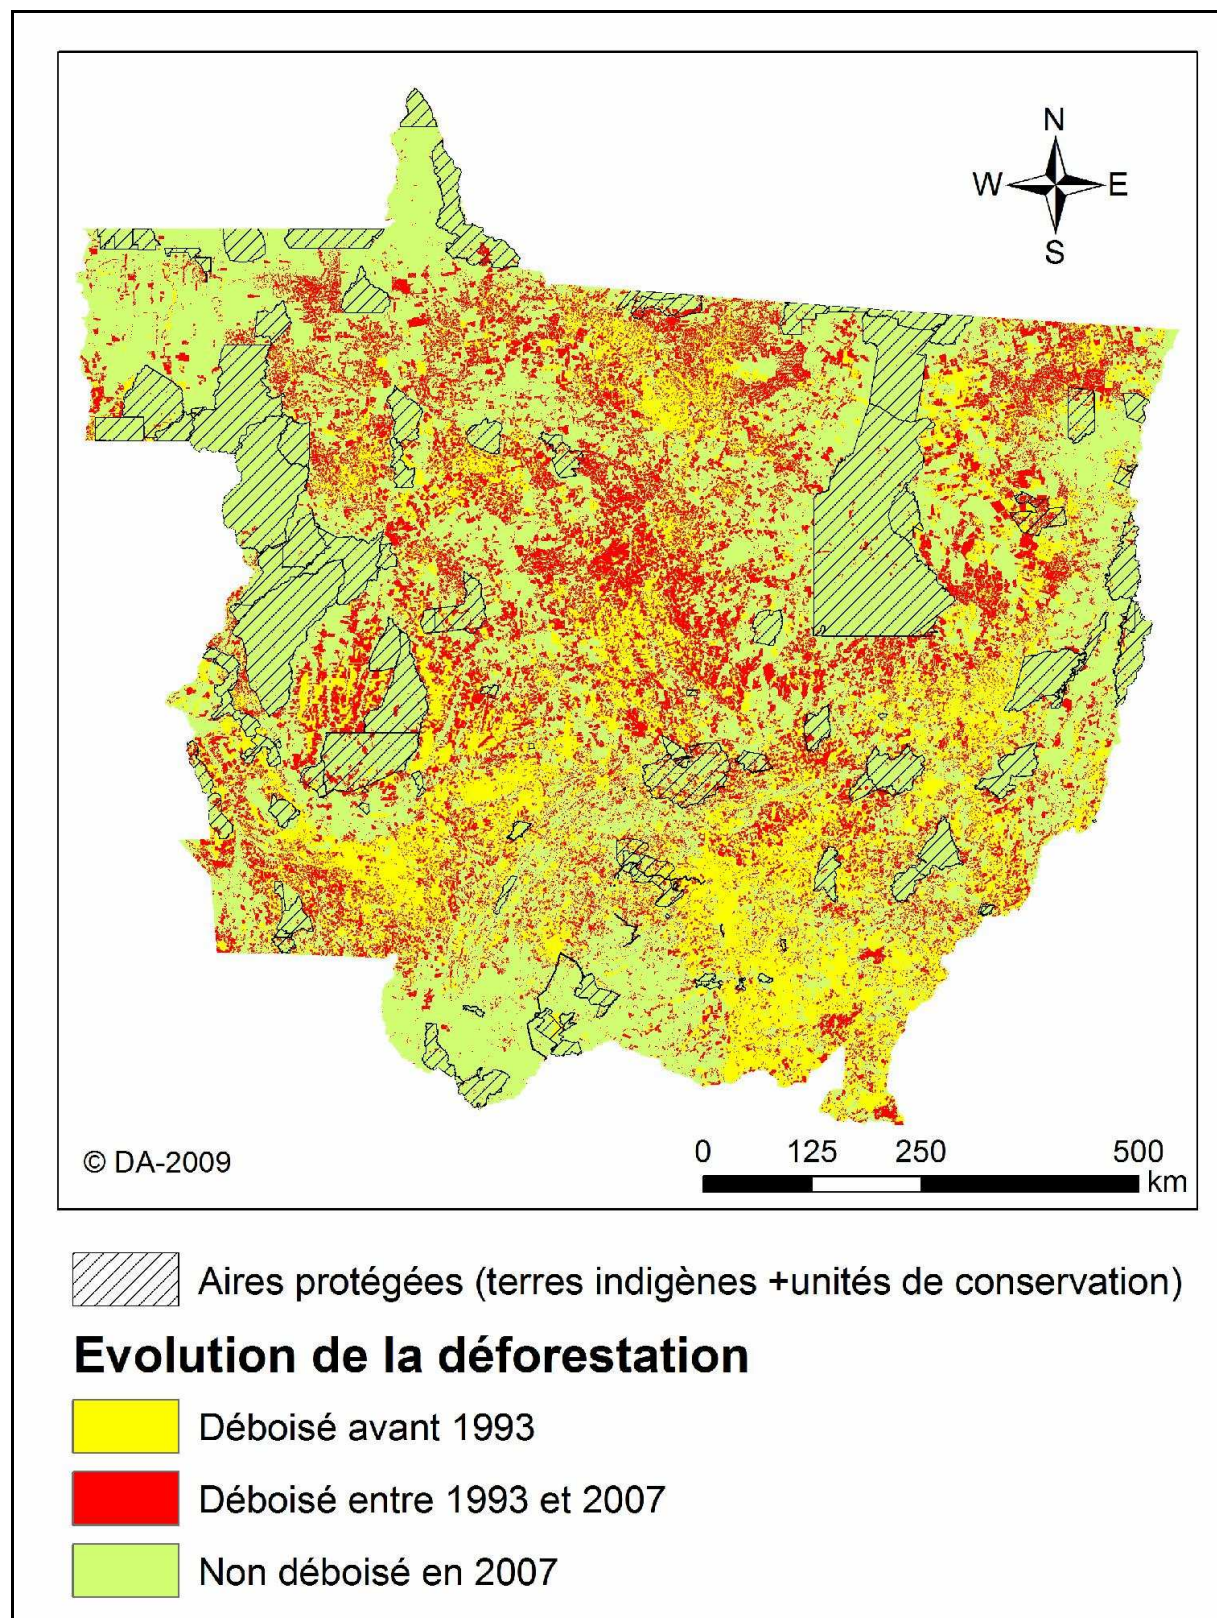 N
W E
S
© DA-2009
0 125 250 500
km
Aires protégées (terres indigènes +unités de conservation)
Evolution de la déforestation
Déboisé avant 1993
Déboisé entre 1993 et 2007
Non déboisé en 2007